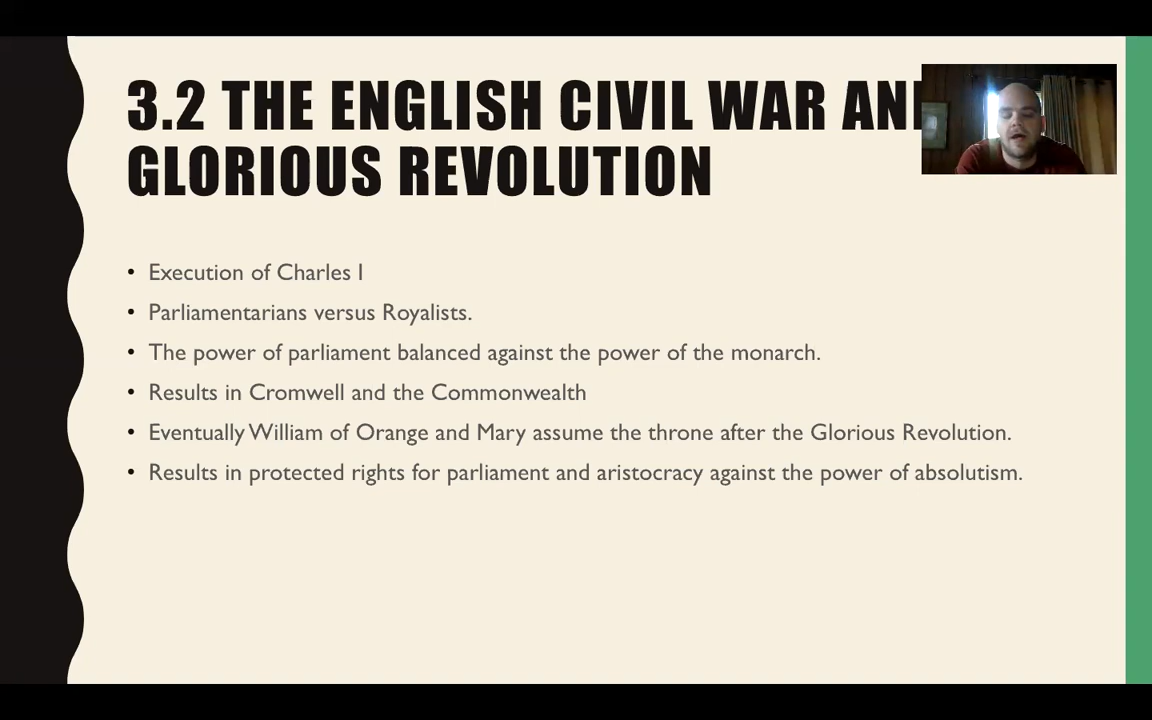 3.2 THE ENGLISH CIVIL WAR AND
GLORIOUS REVOLUTION
• Execution of Charles I
• Parliamentarians versus Royalists.
• The power of parliament balanced against the power of the monarch.
• Results in Cromwell and the Commonwealth
• Eventually William of Orange and Mary assume the throne after the Glorious Revolution.
• Results in protected rights for parliament and aristocracy against the power of absolutism.